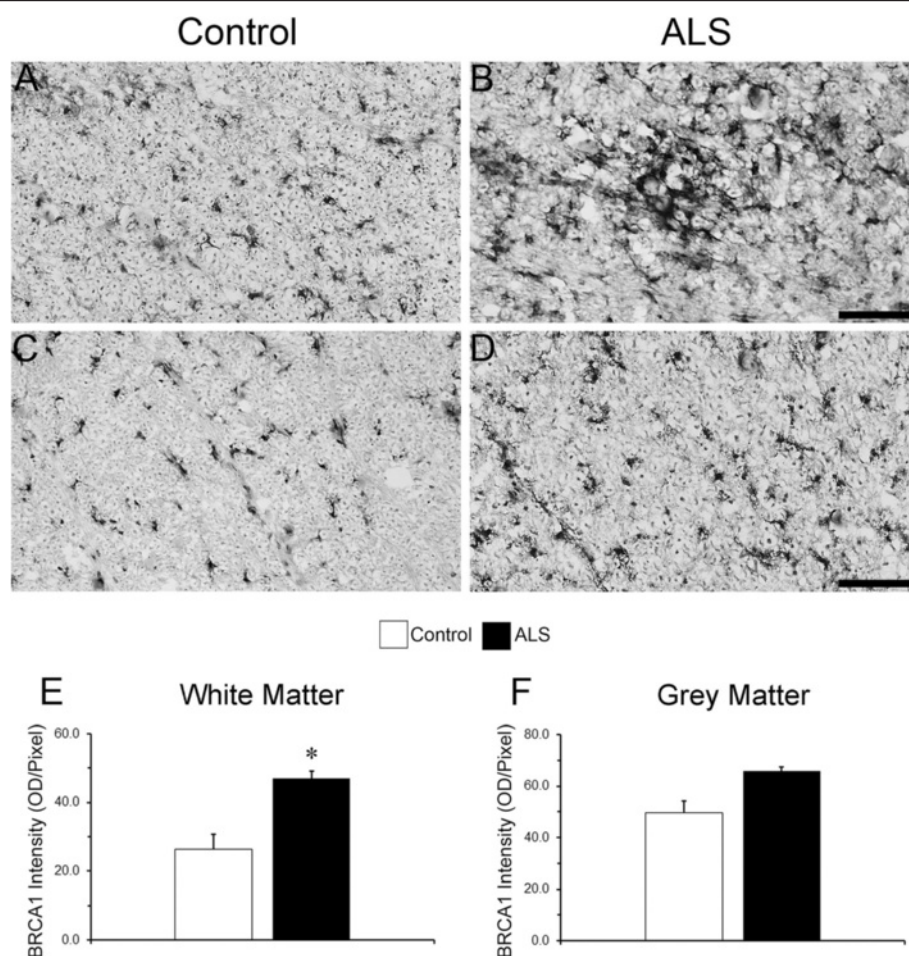 Control ALS
A B
C D
Control ALS
E White Matter
F Grey Matter
BRCA1 Intensity (OD/Pixel)
60.0
40.0
20.0
0.0
*
BRCA1 Intensity (OD/Pixel)
80.0
60.0
40.0
20.0
0.0